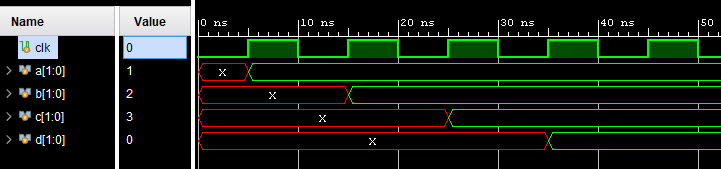 Name Value 0 ns 10 ns 20 ns 30 ns 40 ns 50
clk 0
a[1:0] 1 X
b[1:0] 2 X
c[1:0] 3 X
d[1:0] 0 X